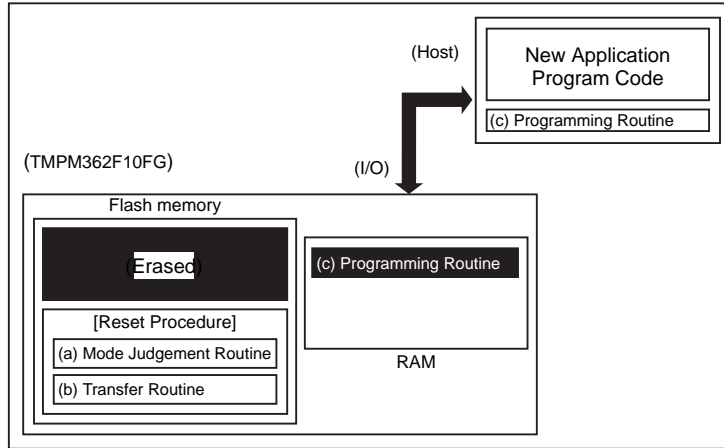 (Host)
New Application
Program Code
(c) Programming Routine
(TMPM362F10FG)
(I/O)
Flash memory
(Erased)
(c) Programming Routine
[Reset Procedure]
(a) Mode Judgement Routine
(b) Transfer Routine
RAM